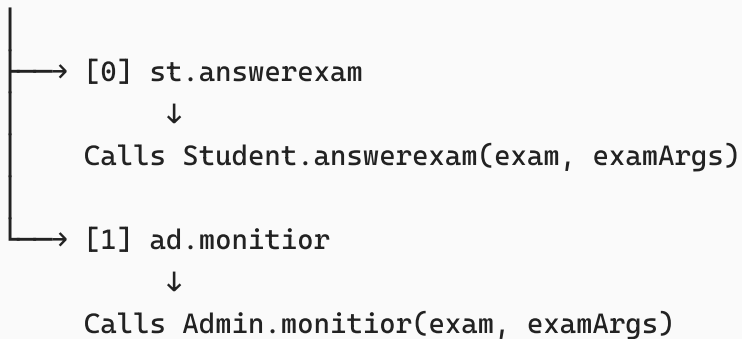 [0] st.answerexam
↓
Calls Student.answerexam(exam, examArgs)
[1] ad.monitior
↓
Calls Admin.monitior(exam, examArgs)